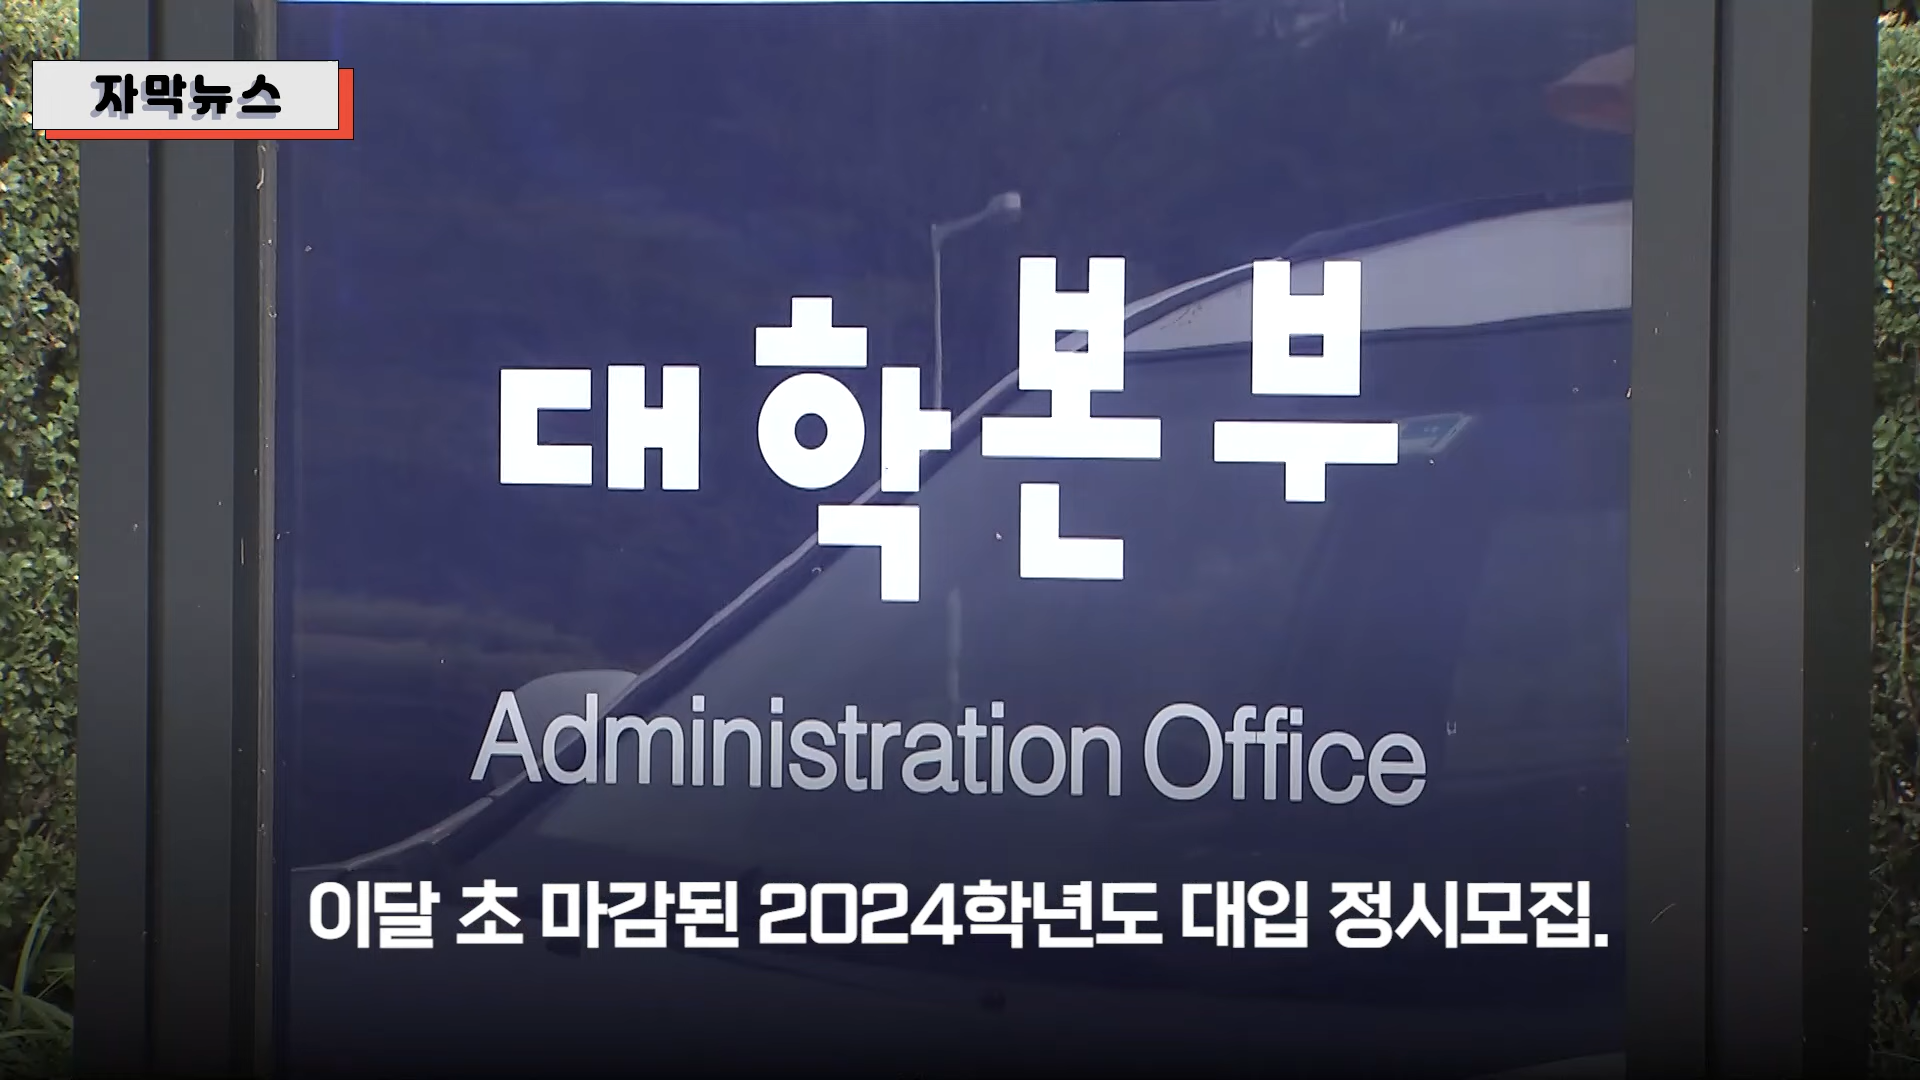 자막뉴스
대학본부
Administration Office
이달 초 마감된 2024학년도 대입 정시모집.